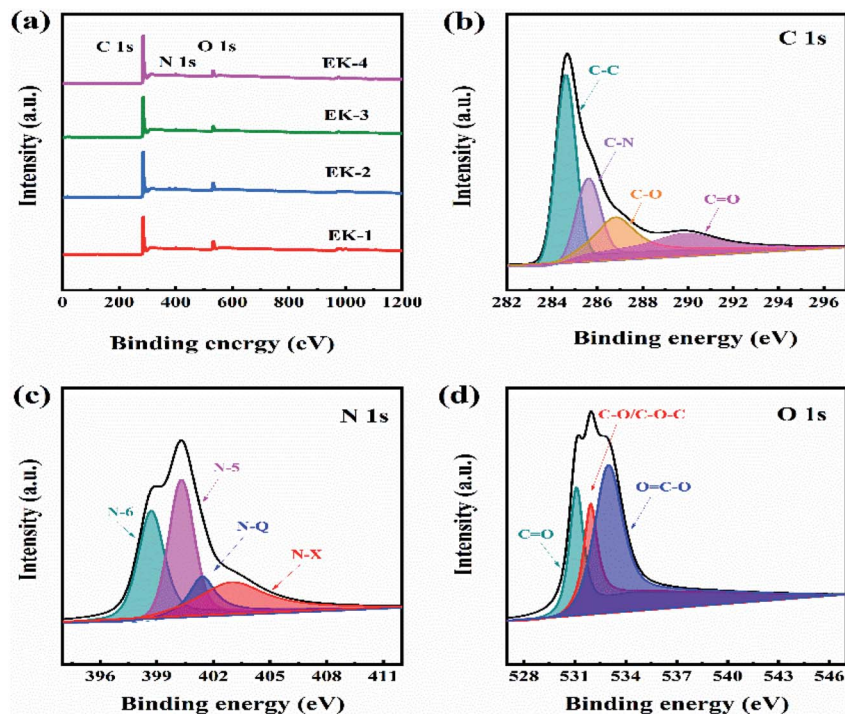 (a)
C 1s
N 1s
O 1s
EK-4
EK-3
EK-2
EK-1
Intensity (a.u.)
0 200 400 600 800 1000 1200
Binding energy (eV)
(b)
C 1s
C-C
C-N
C-O
C=O
Intensity (a.u.)
282 284 286 288 290 292 294 296
Binding energy (eV)
(c)
N 1s
N-6
N-5
N-Q
N-X
Intensity (a.u.)
396 399 402 405 408 411
Binding energy (eV)
(d)
O 1s
C-O/C-O-C
O=C-O
C=O
Intensity (a.u.)
528 531 534 537 540 543 546
Binding energy (eV)